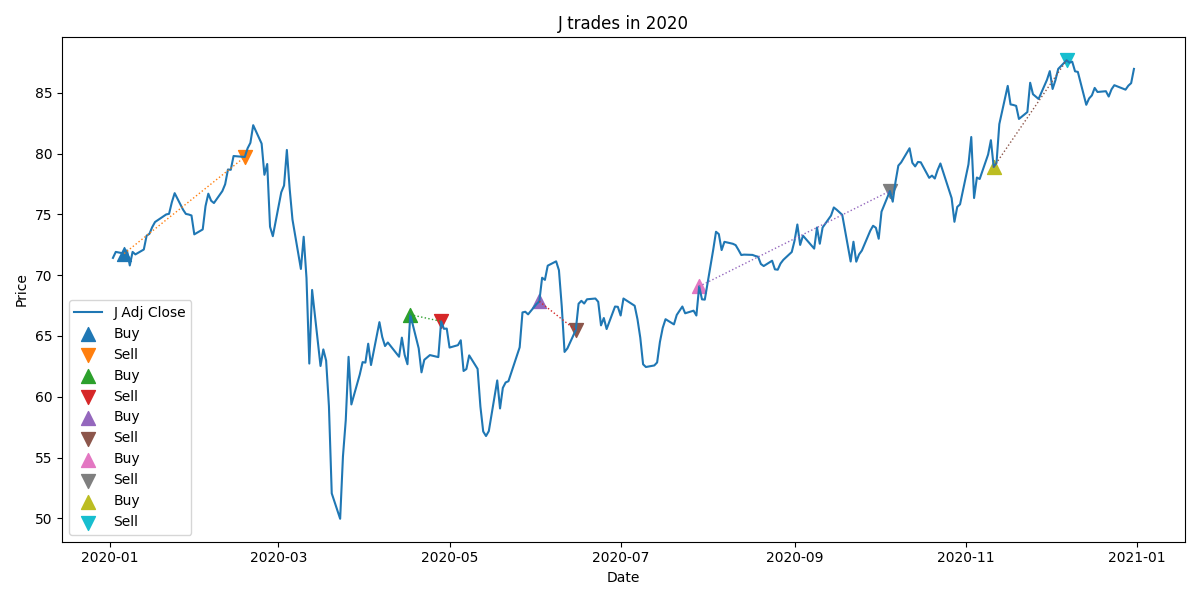 J trades in 2020
85
80
75
70
65
60
55
50
Price
J Adj Close
Buy
Sell
Buy
Sell
Buy
Sell
Buy
Sell
Buy
Sell
2020-01 2020-03 2020-05 2020-07 2020-09 2020-11 2021-01
Date